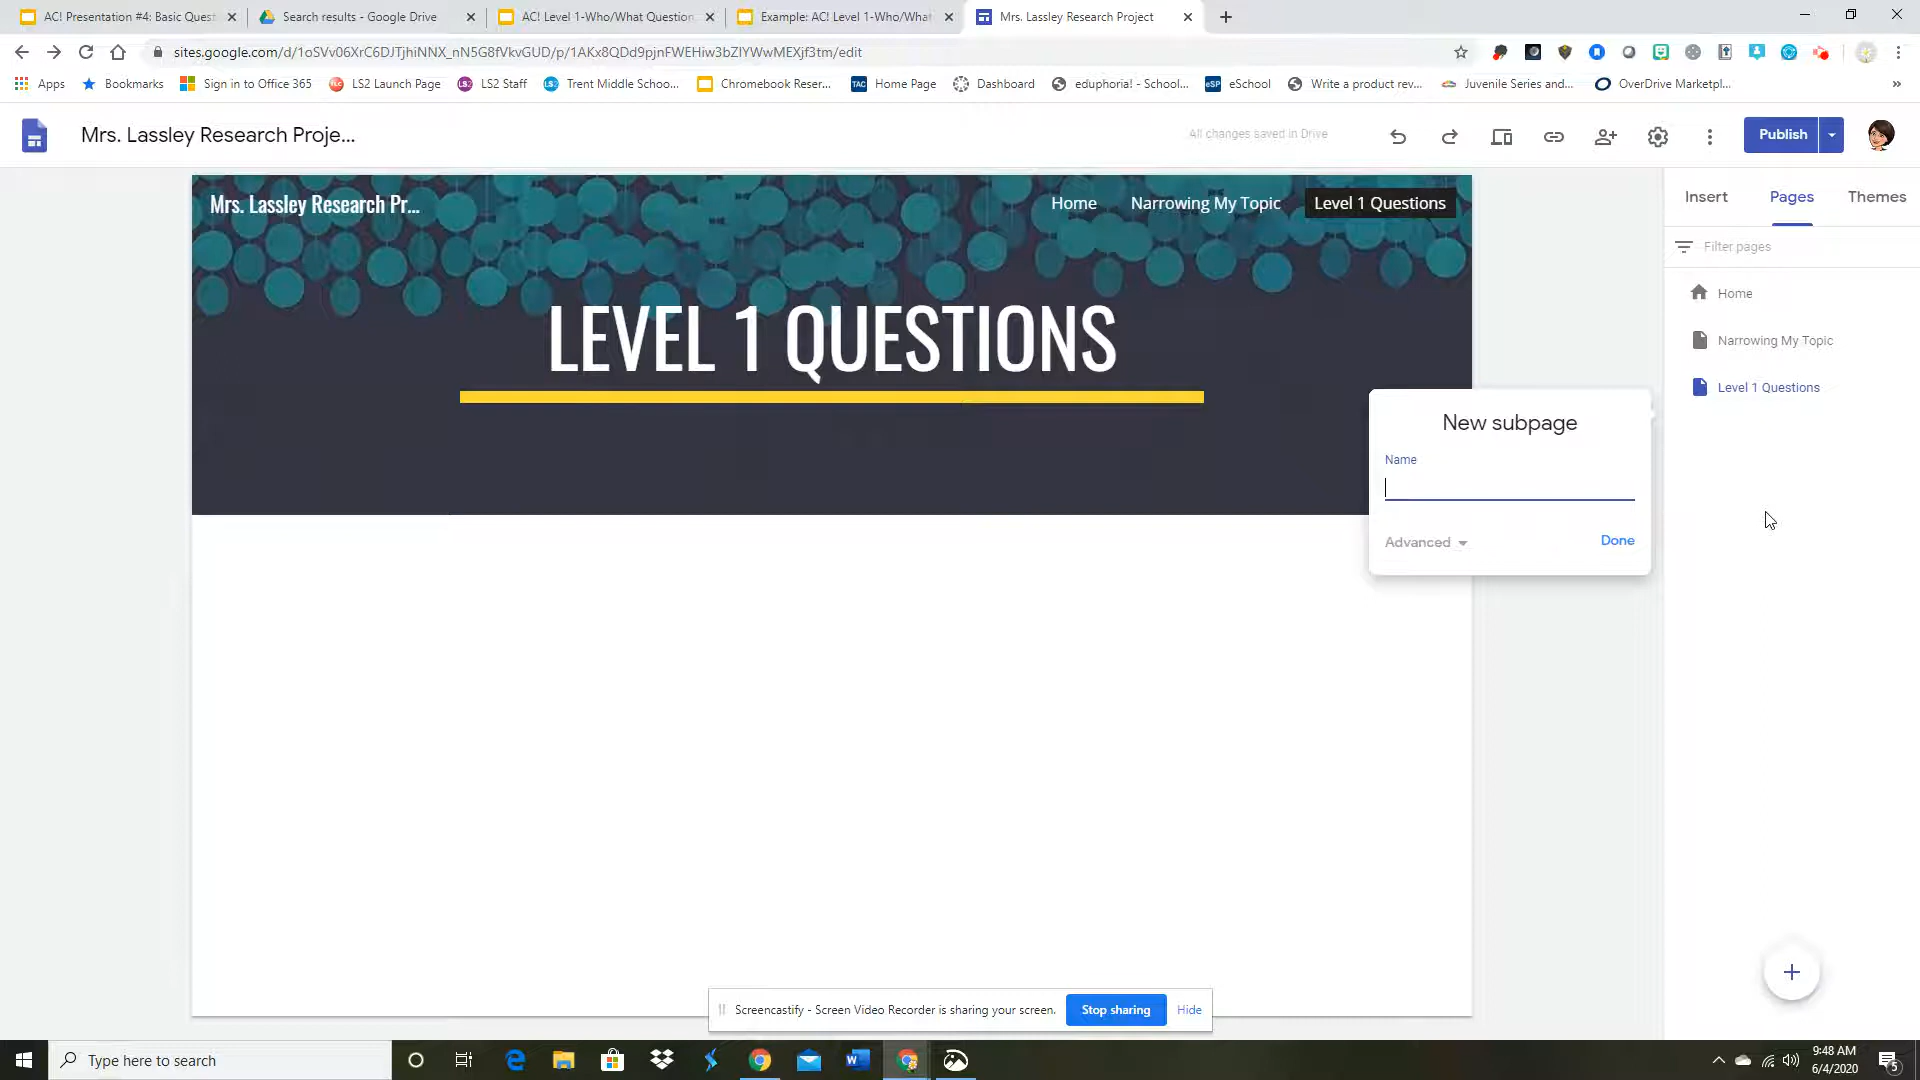 AC! Presentation #4: Basic Quest
Search results - Google Drive
AC! Level 1-Who/What Question
Example: AC! Level 1-Who/What
Mrs. Lassley Research Project
sites.google.com/d/1oSVv06XrC6DJTjhiNNX_nN5G8fVkvGUD/p/1AKx8QDd9pjnFWEHiw3bZIYWwMEXjf3tm/edit
Apps
Bookmarks
Sign in to Office 365
LS2 Launch Page
LS2 Staff
Trent Middle Schoo...
Chromebook Reser...
TAC
Home Page
Dashboard
eduphoria! - School...
eSP
eSchool
Write a product rev...
Juvenile Series and...
OverDrive Marketpl...
»
Mrs. Lassley Research Proje...
All changes saved in Drive
Publish
Mrs. Lassley Research Pr...
Home
Narrowing My Topic
Level 1 Questions
LEVEL 1 QUESTIONS
Insert
Pages
Themes
Filter pages
Home
Narrowing My Topic
Level 1 Questions
New subpage
Name
Advanced
Done
Screencastify - Screen Video Recorder is sharing your screen.
Stop sharing
Hide
Type here to search
9:48 AM
6/4/2020
5